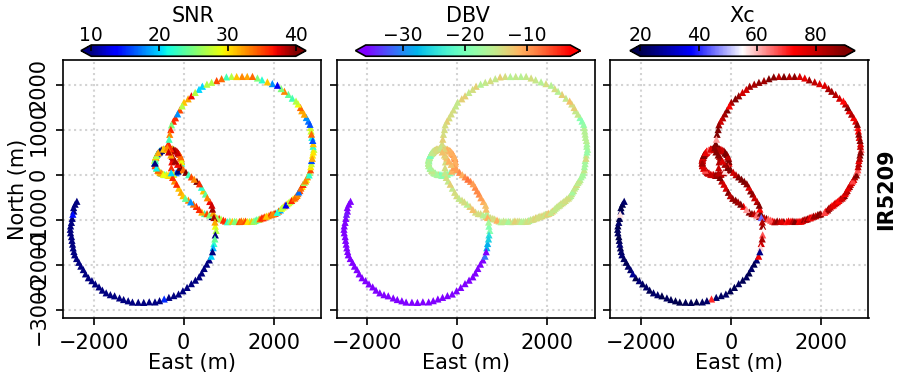 SNR DBV Xc
10 20 30 40 −30 −20 −10 20 40 60 80
North (m)
2000
1000
0
−1000
−2000
−3000
−2000 0 2000 −2000 0 2000 −2000 0 2000
East (m) East (m) East (m)
IR5209